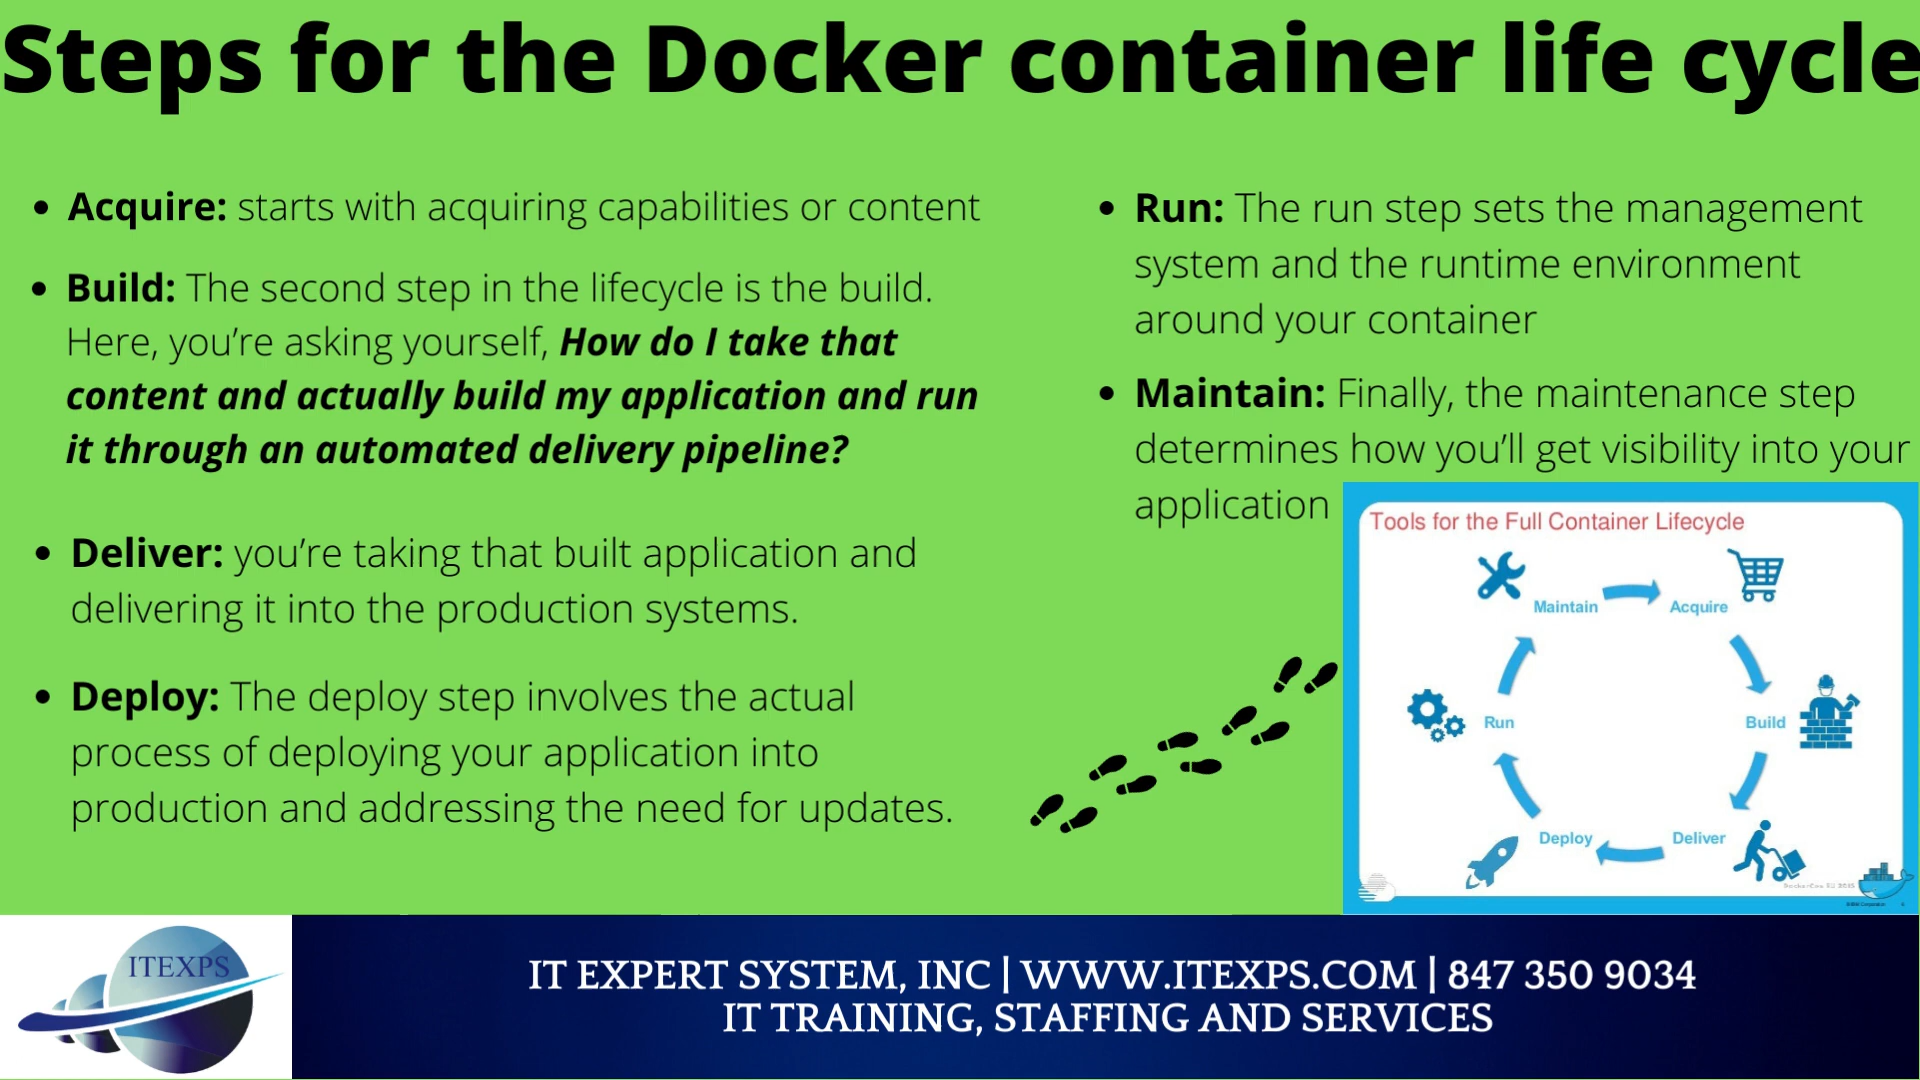 Steps for the Docker container life cycle
• Acquire: starts with acquiring capabilities or content
• Build: The second step in the lifecycle is the build.
Here, you’re asking yourself, How do I take that
content and actually build my application and run
it through an automated delivery pipeline?
• Deliver: you’re taking that built application and
delivering it into the production systems.
• Deploy: The deploy step involves the actual
process of deploying your application into
production and addressing the need for updates.
• Run: The run step sets the management
system and the runtime environment
around your container
• Maintain: Finally, the maintenance step
determines how you’ll get visibility into your
application
Tools for the Full Container Lifecycle
Maintain
Acquire
Run
Build
Deploy
Deliver
ITEXPS
IT EXPERT SYSTEM, INC | WWW.ITEXPS.COM | 847 350 9034
IT TRAINING, STAFFING AND SERVICES